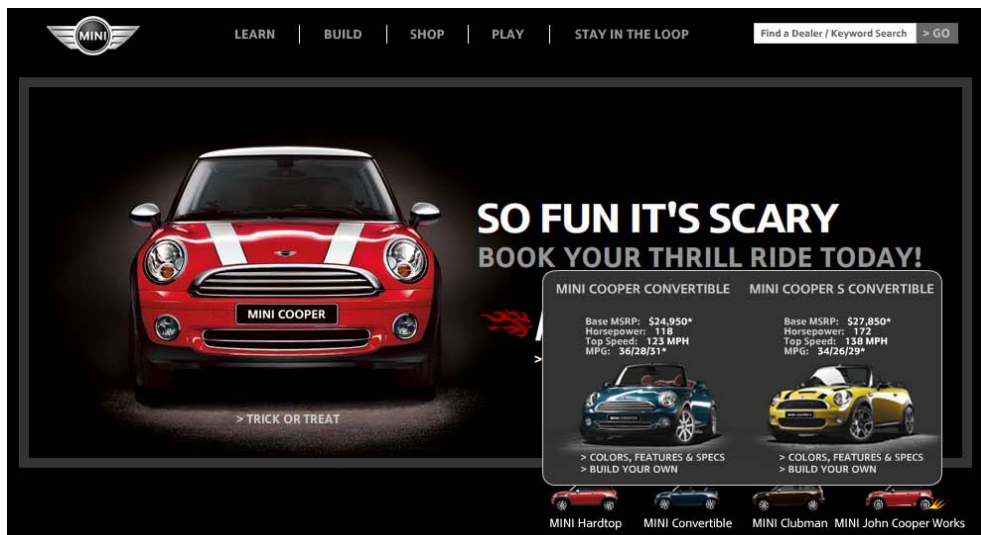 MINI
LEARN
BUILD
SHOP
PLAY
STAY IN THE LOOP
Find a Dealer / Keyword Search
> GO
SO FUN IT'S SCARY
BOOK YOUR THRILL RIDE TODAY!
MINI COOPER
> TRICK OR TREAT
>
MINI COOPER CONVERTIBLE
Base MSRP: $24,950*
Horsepower: 118
Top Speed: 123 MPH
MPG: 36/28/31*
> COLORS, FEATURES & SPECS
> BUILD YOUR OWN
MINI COOPER S CONVERTIBLE
Base MSRP: $27,850*
Horsepower: 172
Top Speed: 138 MPH
MPG: 34/26/29*
> COLORS, FEATURES & SPECS
> BUILD YOUR OWN
MINI Hardtop
MINI Convertible
MINI Clubman
MINI John Cooper Works